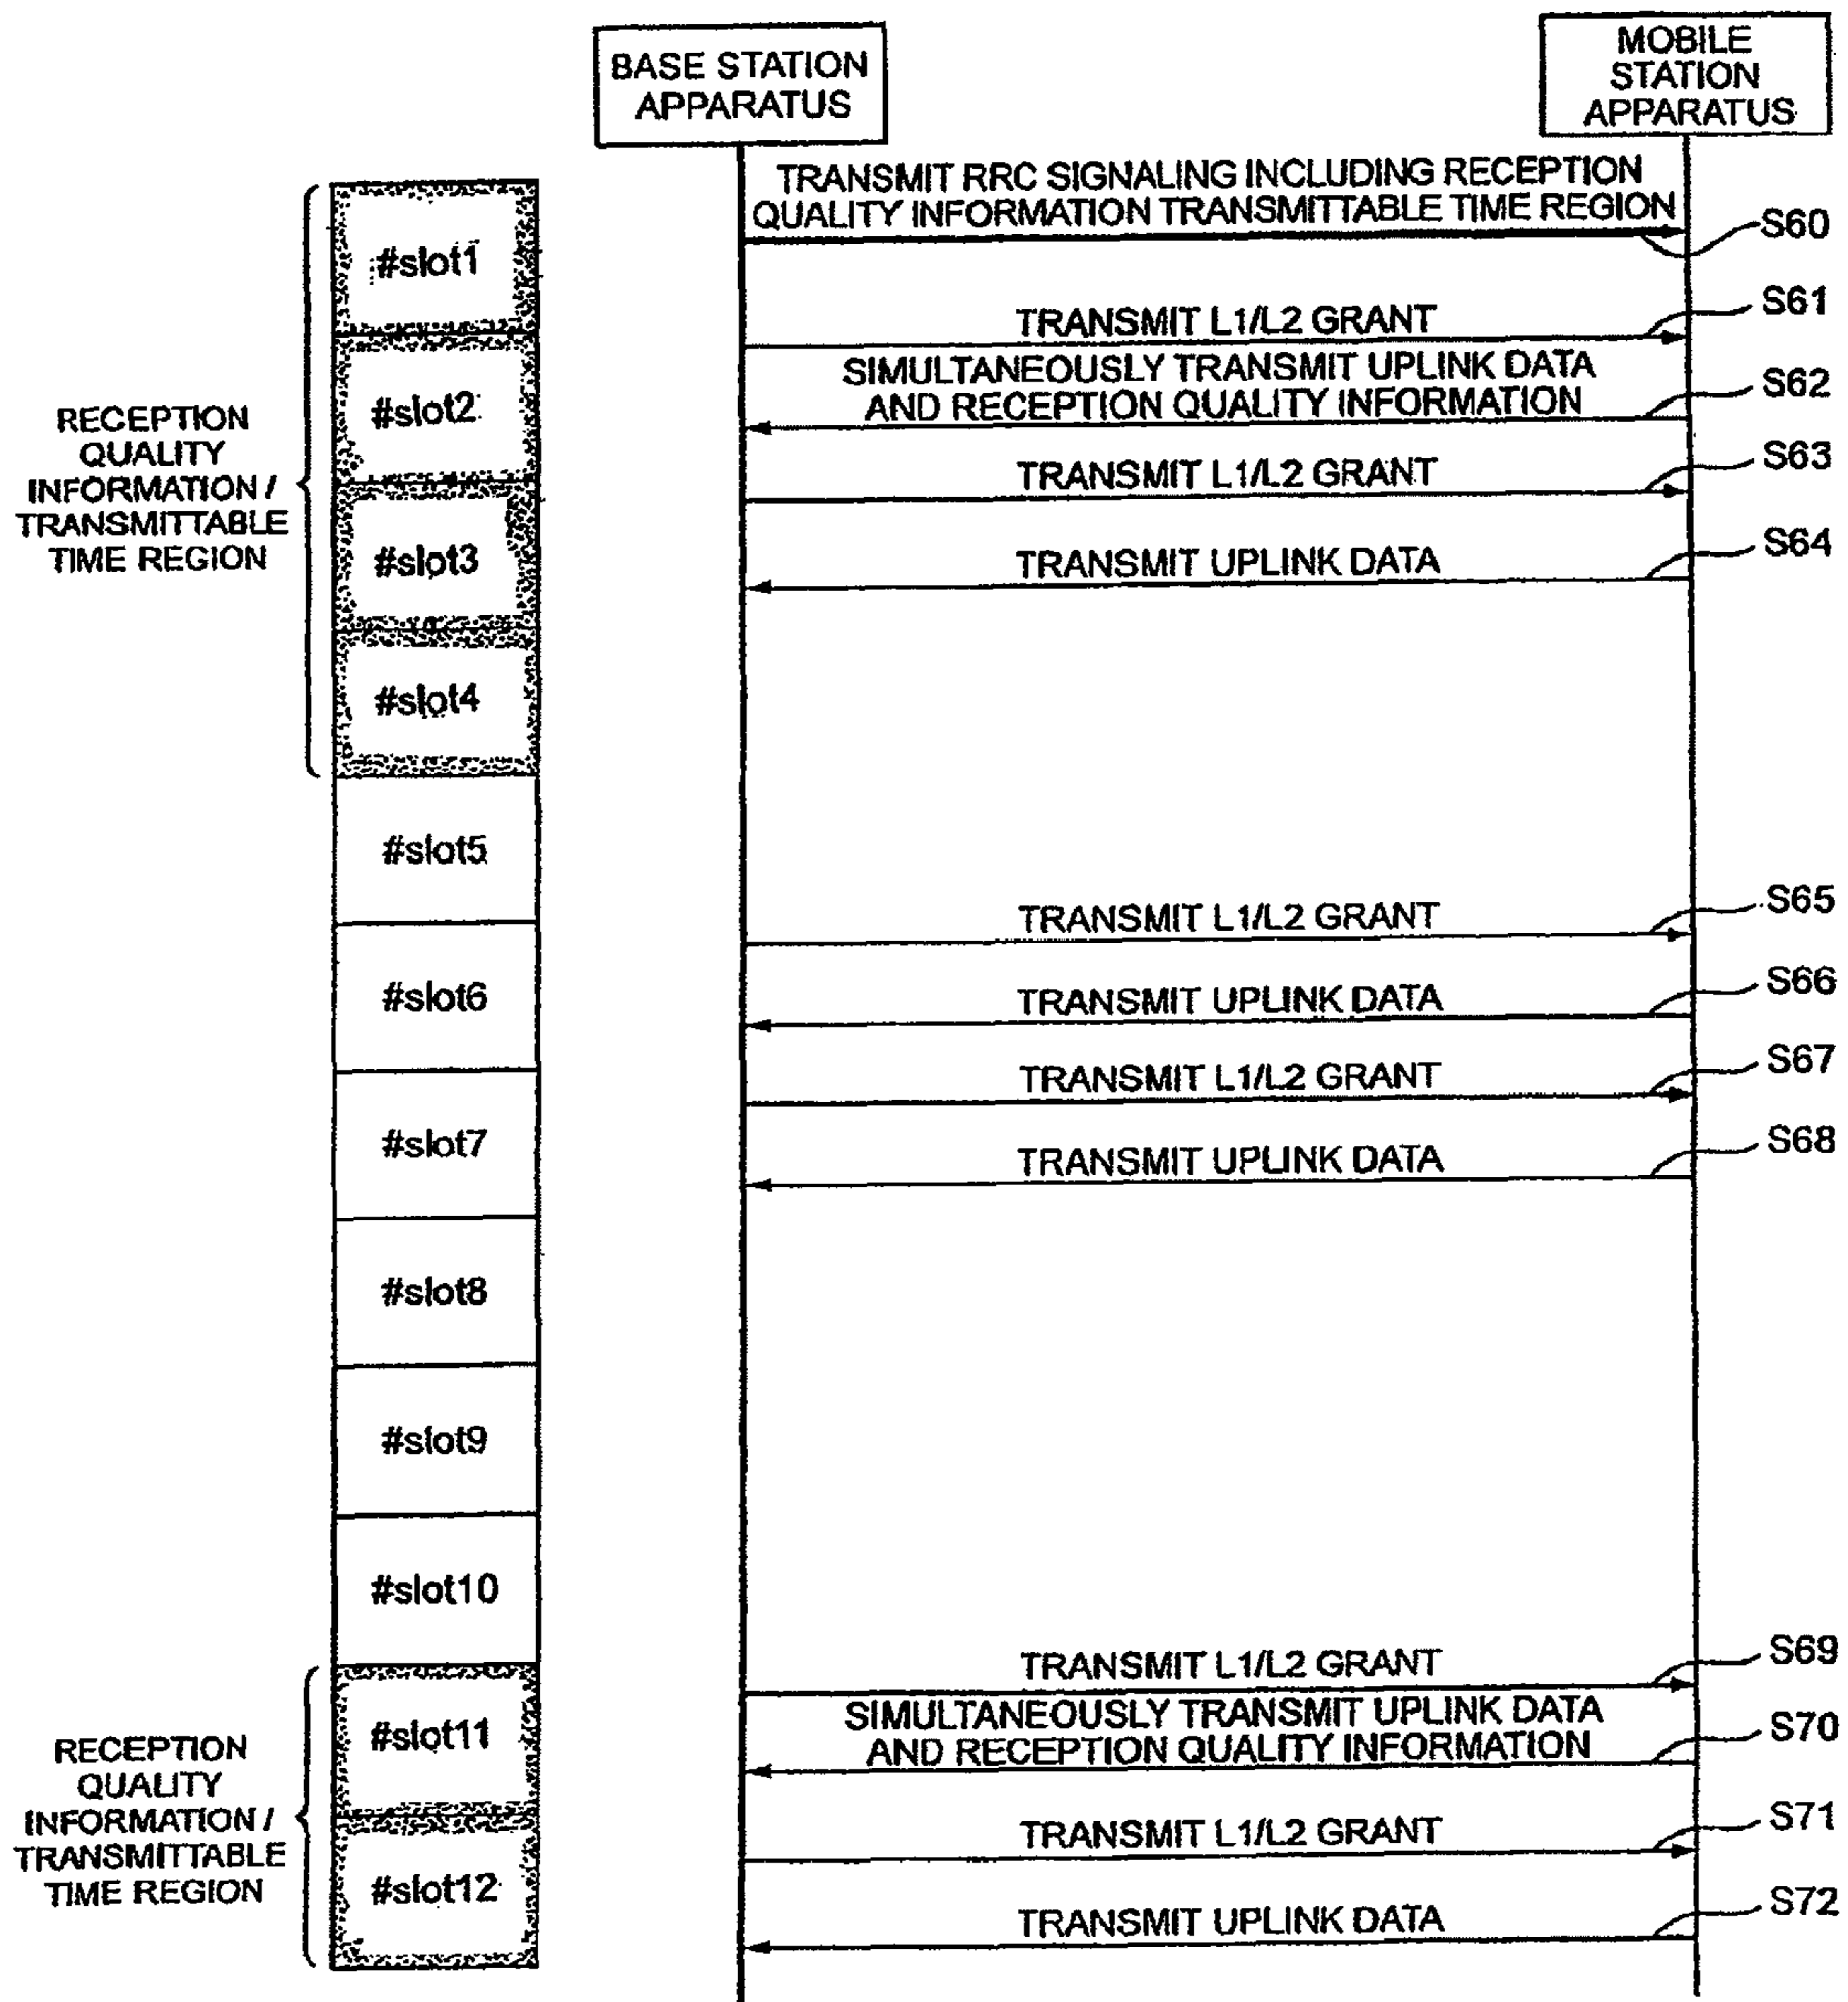 BASE STATION
APPARATUS
MOBILE
STATION
APPARATUS
TRANSMIT RRC SIGNALING INCLUDING RECEPTION
QUALITY INFORMATION TRANSMITTABLE TIME REGION
S60
#slot1
TRANSMIT L1/L2 GRANT
S61
SIMULTANEOUSLY TRANSMIT UPLINK DATA
AND RECEPTION QUALITY INFORMATION
S62
#slot2
RECEPTION
QUALITY
INFORMATION /
TRANSMITTABLE
TIME REGION
TRANSMIT L1/L2 GRANT
S63
#slot3
TRANSMIT UPLINK DATA
S64
#slot4
#slot5
TRANSMIT L1/L2 GRANT
S65
#slot6
TRANSMIT UPLINK DATA
S66
TRANSMIT L1/L2 GRANT
S67
#slot7
TRANSMIT UPLINK DATA
S68
#slot8
#slot9
#slot10
TRANSMIT L1/L2 GRANT
S69
#slot11
SIMULTANEOUSLY TRANSMIT UPLINK DATA
AND RECEPTION QUALITY INFORMATION
S70
RECEPTION
QUALITY
INFORMATION /
TRANSMITTABLE
TIME REGION
TRANSMIT L1/L2 GRANT
S71
#slot12
TRANSMIT UPLINK DATA
S72